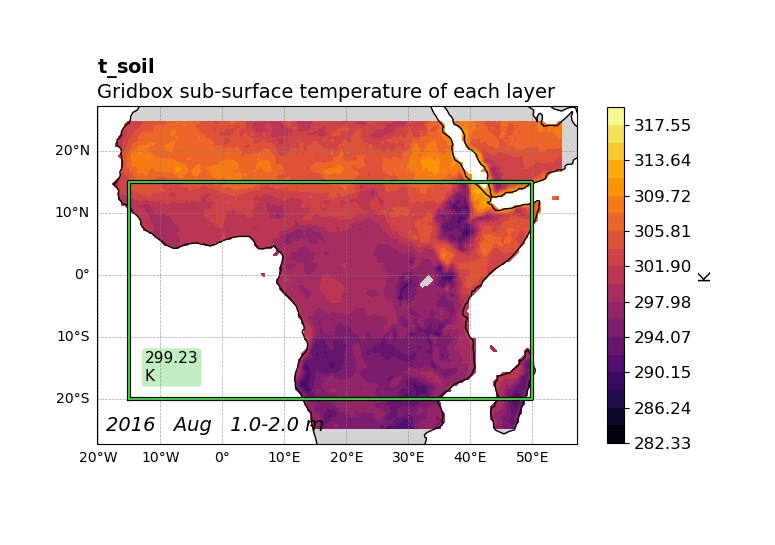 t_soil
Gridbox sub-surface temperature of each layer
20°N
10°N
0°
10°S
20°S
299.23
K
2016 Aug 1.0-2.0 m
20°W 10°W 0° 10°E 20°E 30°E 40°E 50°E
317.55
313.64
309.72
305.81
301.90
297.98
294.07
290.15
286.24
282.33
K